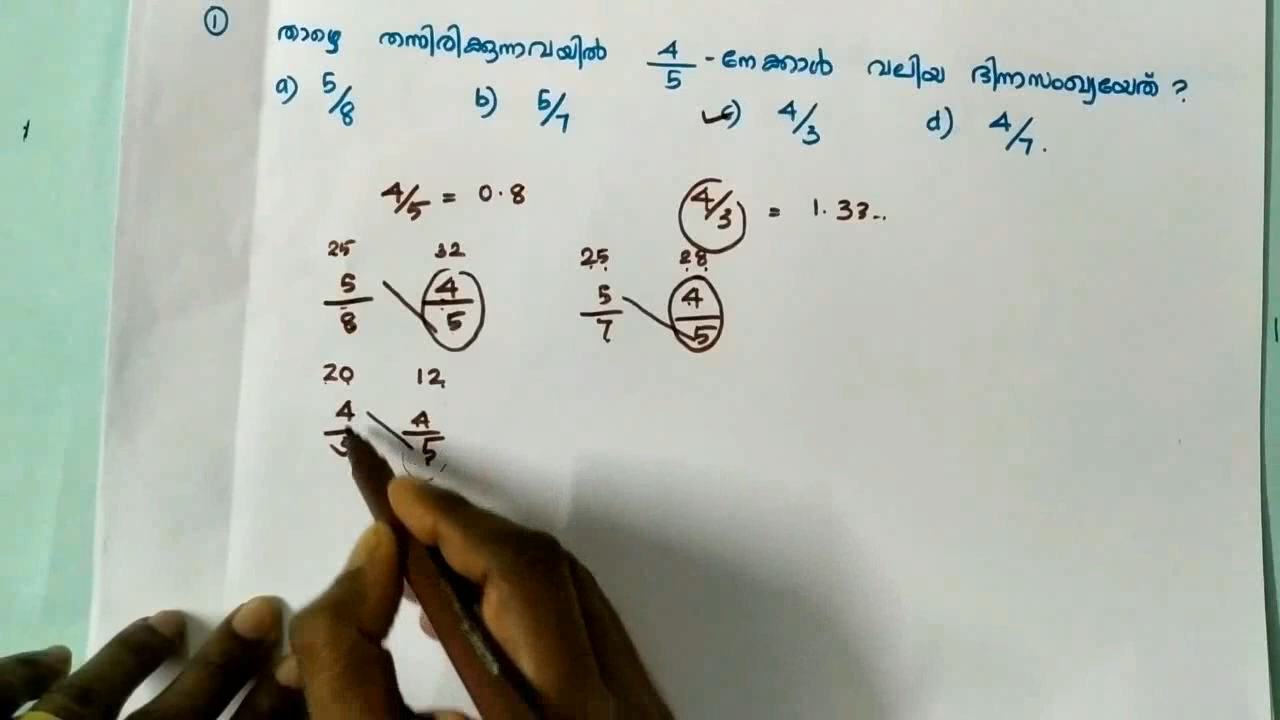 ① താഴെ തന്നിരിക്കുന്നവയിൽ 4/5 -നേക്കാൾ വലിയ ഭിന്നസംഖ്യയേത് ?
a) 5/8 b) 5/7 c) 4/3 d) 4/7.
4/5 = 0.8 4/3 = 1.33..
25 32 25 28
5/8 4/5 5/7 4/5
20 12
4 4/5